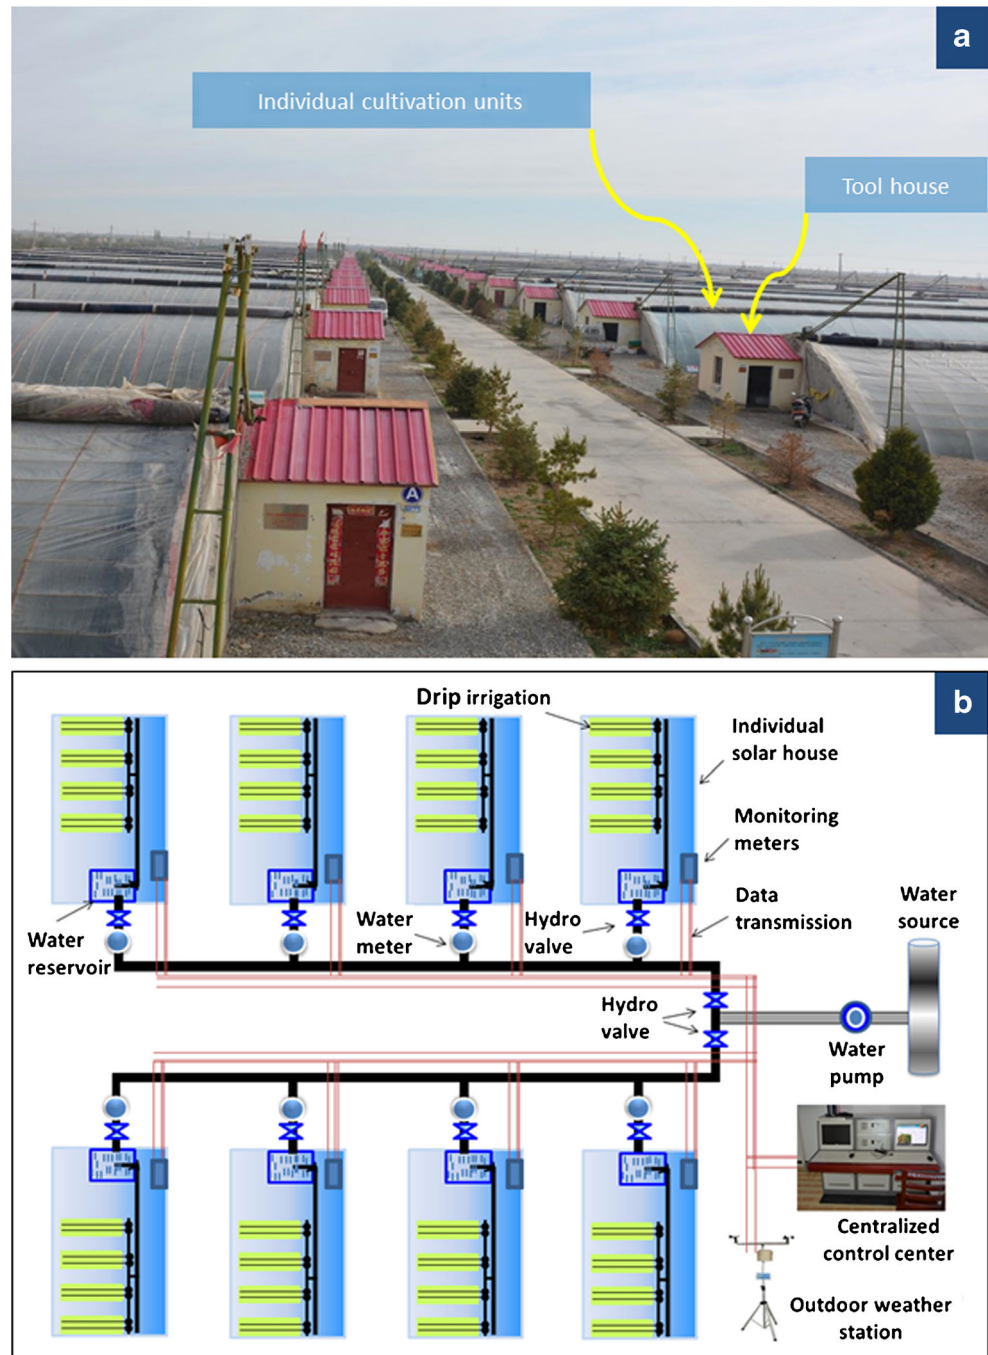 a
Individual cultivation units
Tool house
A
b
Drip irrigation
Individual
solar house
Monitoring
meters
Data
transmission
Water
source
Water
reservoir
Water
meter
Hydro
valve
Hydro
valve
Water
pump
Centralized
control center
Outdoor weather
station